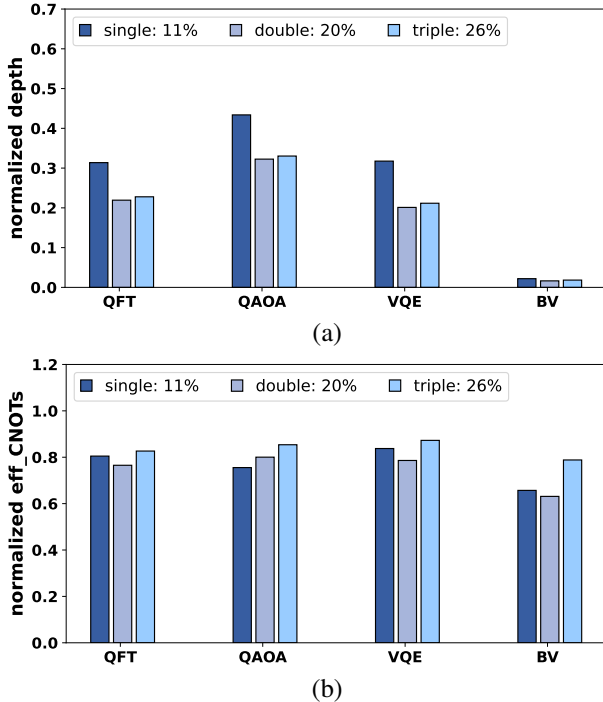 normalized depth
0.7
0.6
0.5
0.4
0.3
0.2
0.1
0.0
single: 11% double: 20% triple: 26%
QFT QAOA VQE BV
(a)
normalized eff_CNOTs
1.2
1.0
0.8
0.6
0.4
0.2
0.0
single: 11% double: 20% triple: 26%
QFT QAOA VQE BV
(b)